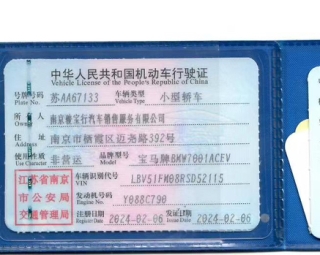 中华人民共和国机动车行驶证
Vehicle License of the People's Republic of China
号牌号码 苏AA67133 车辆类型 小型轿车
Plate No. Vehicle Type
所有人 南京 宝行汽车销售服务有限公司
Owner
住址 南京市栖霞区迈尧路392号
Address
使用性质 非营运 品牌型号 宝马牌BMW7001ACEV
Use Character Model
江苏省南京
市公安局
交通管理局
车辆识别代号 LBV51FW08RSD52115
VIN
发动机号码 Y088C790
Engine No.
注册日期 2024-02-06 发证日期 2024-02-06
Register Date Issue Date